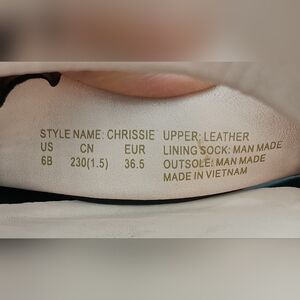 STYLE NAME: CHRISSIE UPPER: LEATHER
US CN EUR LINING SOCK: MAN MADE
6B 230(1.5) 36.5 OUTSOLE: MAN MADE
MADE IN VIETNAM